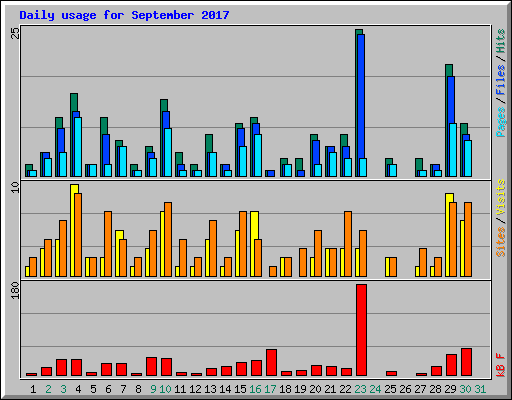 Daily usage for September 2017
25
Pages / Files / Hits
10
Sites / Visits
180
kB F
1 2 3 4 5 6 7 8 9 10 11 12 13 14 15 16 17 18 19 20 21 22 23 24 25 26 27 28 29 30 31